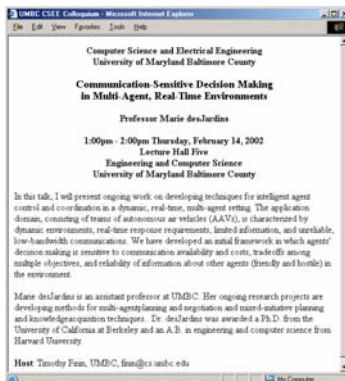 UMBC CSEE Colloquium - Microsoft Internet Explorer
File Edit View Favorites Tools Help
Computer Science and Electrical Engineering
University of Maryland Baltimore County
Communication-Sensitive Decision Making
in Multi-Agent, Real-Time Environments
Professor Marie desJardins
1:00pm - 2:00pm Thursday, February 14, 2002
Lecture Hall Five
Engineering and Computer Science
University of Maryland Baltimore County
In this talk, I will present ongoing work on developing techniques for intelligent agent
control and coordination in a dynamic, real-time, multi-agent setting. The application
domain, consisting of teams of autonomous air vehicles (AAVs), is characterized by
dynamic environments, real-time response requirements, limited information, and unreliable,
low-bandwidth communications. We have developed an initial framework in which agents'
decision making is sensitive to communication availability and costs, tradeoffs among
multiple objectives, and reliability of information about other agents (friendly and hostile) in
the environment.
Marie desJardins is an assistant professor at UMBC. Her ongoing research projects are
developing methods for multi-agentplanning and negotiation and mixed-initiative planning
and knowledgeacquistion techniques. Dr. desJardins was awarded a Ph.D. from the
University of California at Berkeley and an A.B. in engineering and computer science from
Harvard University.
Host: Timothy Finin, UMBC, finin@cs.umbc.edu
My Computer